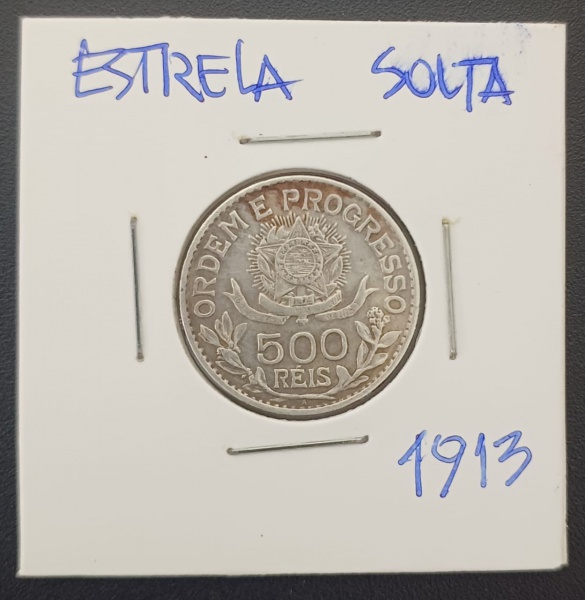 ESTRELA SOLTA
ORDEM E PROGRESSO
500
RÉIS
A
1913